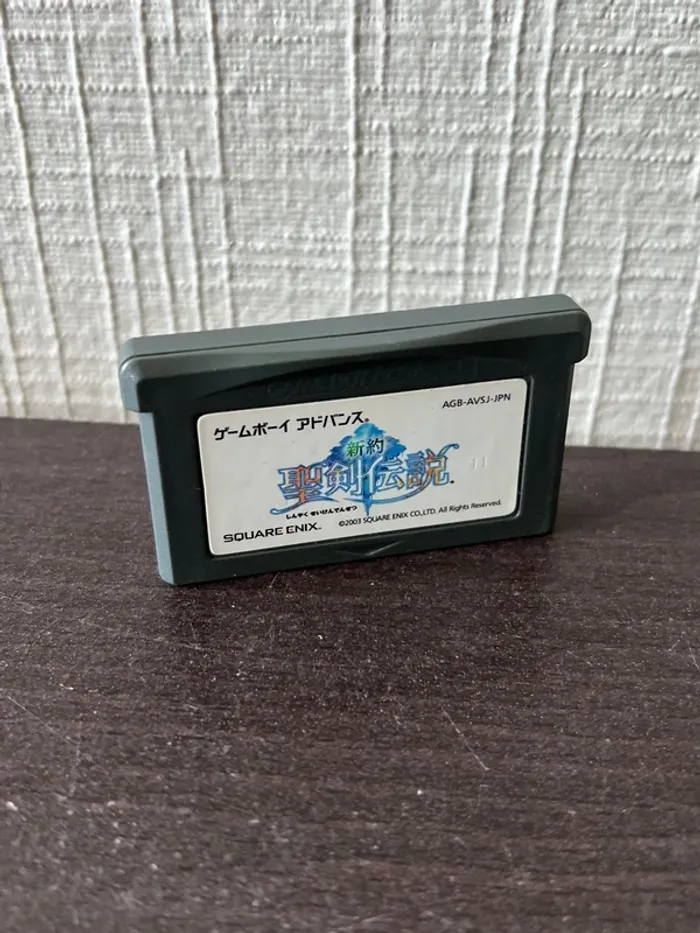 ゲームボーイ アドバンス®
AGB-AVSJ-JPN
新約
聖剣伝説
しんやく せいけんでんせつ
11
SQUARE ENIX.
©2003 SQUARE ENIX CO.,LTD. All Rights Reserved.